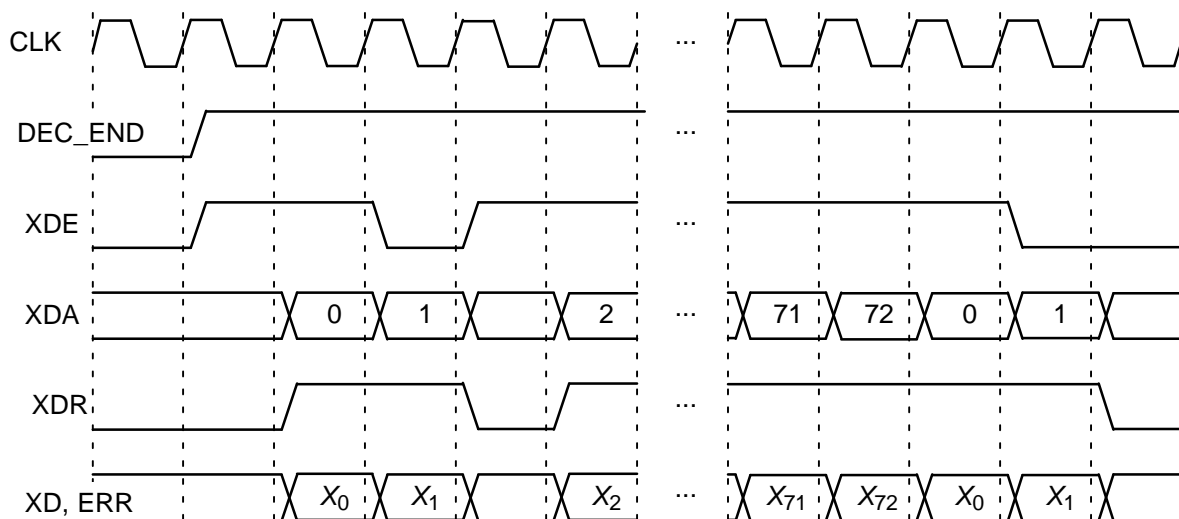 CLK ...
DEC_END ...
XDE ...
XDA 0 1 2 ... 71 72 0 1
XDR ...
XD, ERR X0 X1 X2 ... X71 X72 X0 X1